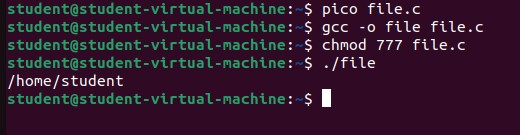 student@student-virtual-machine:~$ pico file.c
student@student-virtual-machine:~$ gcc -o file file.c
student@student-virtual-machine:~$ chmod 777 file.c
student@student-virtual-machine:~$ ./file
/home/student
student@student-virtual-machine:~$